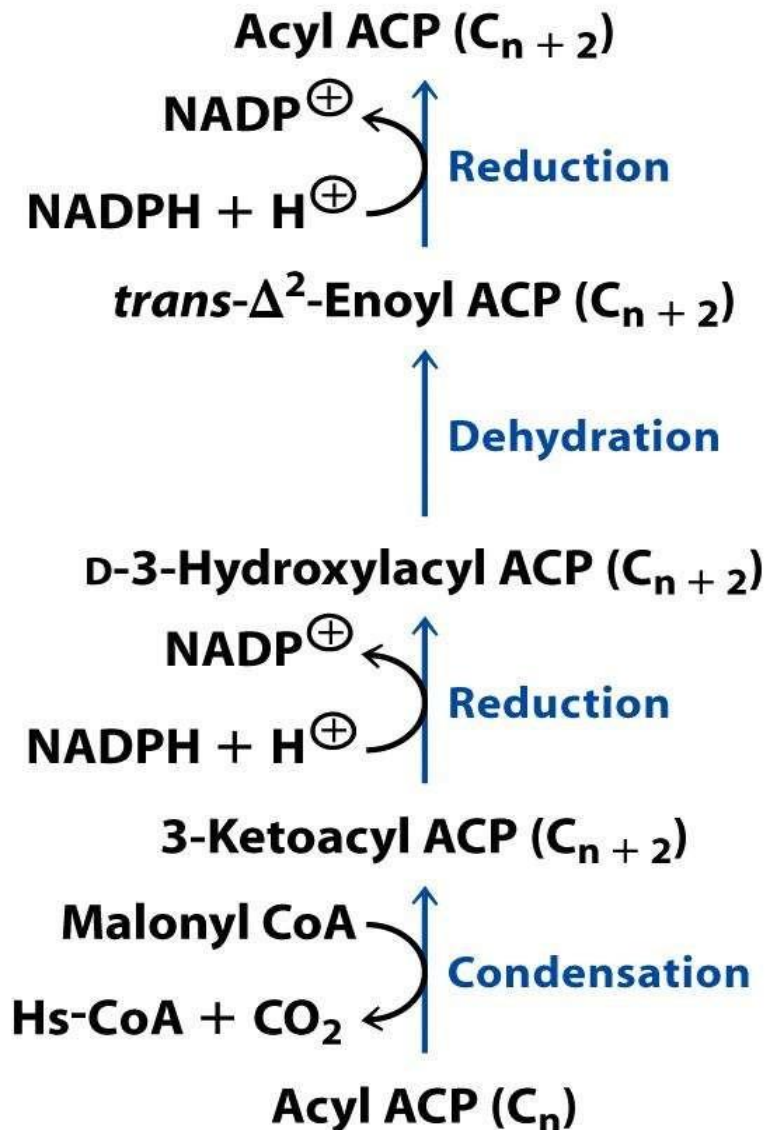 Acyl ACP (Cₙ ₊ ₂)
NADP⊕
Reduction
NADPH + H⊕
trans-Δ²-Enoyl ACP (Cₙ ₊ ₂)
Dehydration
D-3-Hydroxylacyl ACP (Cₙ ₊ ₂)
NADP⊕
Reduction
NADPH + H⊕
3-Ketoacyl ACP (Cₙ ₊ ₂)
Malonyl CoA
Condensation
Hs-CoA + CO₂
Acyl ACP (Cₙ)